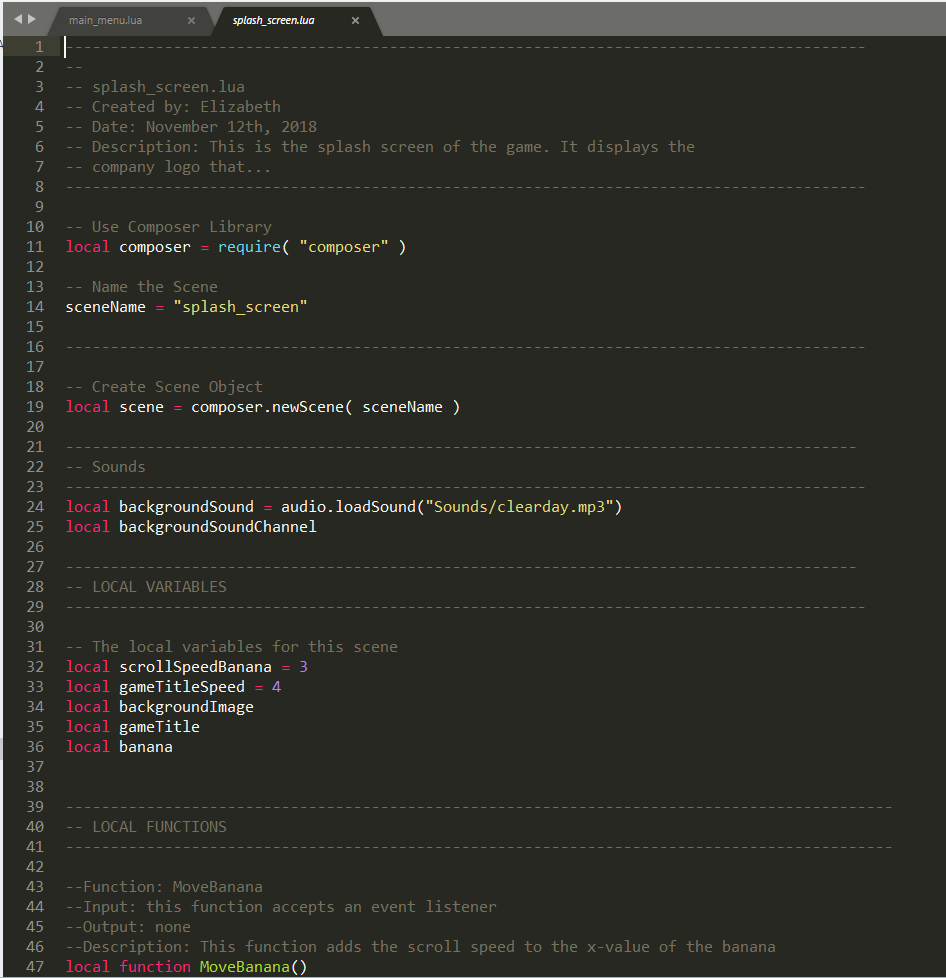 main_menu.lua × splash_screen.lua ×
1 -----------------------------------------------------------------------------------------
2 --
3 -- splash_screen.lua
4 -- Created by: Elizabeth
5 -- Date: November 12th, 2018
6 -- Description: This is the splash screen of the game. It displays the
7 -- company logo that...
8 -----------------------------------------------------------------------------------------
9
10 -- Use Composer Library
11 local composer = require( "composer" )
12
13 -- Name the Scene
14 sceneName = "splash_screen"
15
16 -----------------------------------------------------------------------------------------
17
18 -- Create Scene Object
19 local scene = composer.newScene( sceneName )
20
21 ----------------------------------------------------------------------------------------
22 -- Sounds
23 -----------------------------------------------------------------------------------------
24 local backgroundSound = audio.loadSound("Sounds/clearday.mp3")
25 local backgroundSoundChannel
26
27 ----------------------------------------------------------------------------------------
28 -- LOCAL VARIABLES
29 -----------------------------------------------------------------------------------------
30
31 -- The local variables for this scene
32 local scrollSpeedBanana = 3
33 local gameTitleSpeed = 4
34 local backgroundImage
35 local gameTitle
36 local banana
37
38
39 --------------------------------------------------------------------------------------------
40 -- LOCAL FUNCTIONS
41 --------------------------------------------------------------------------------------------
42
43 --Function: MoveBanana
44 --Input: this function accepts an event listener
45 --Output: none
46 --Description: This function adds the scroll speed to the x-value of the banana
47 local function MoveBanana()